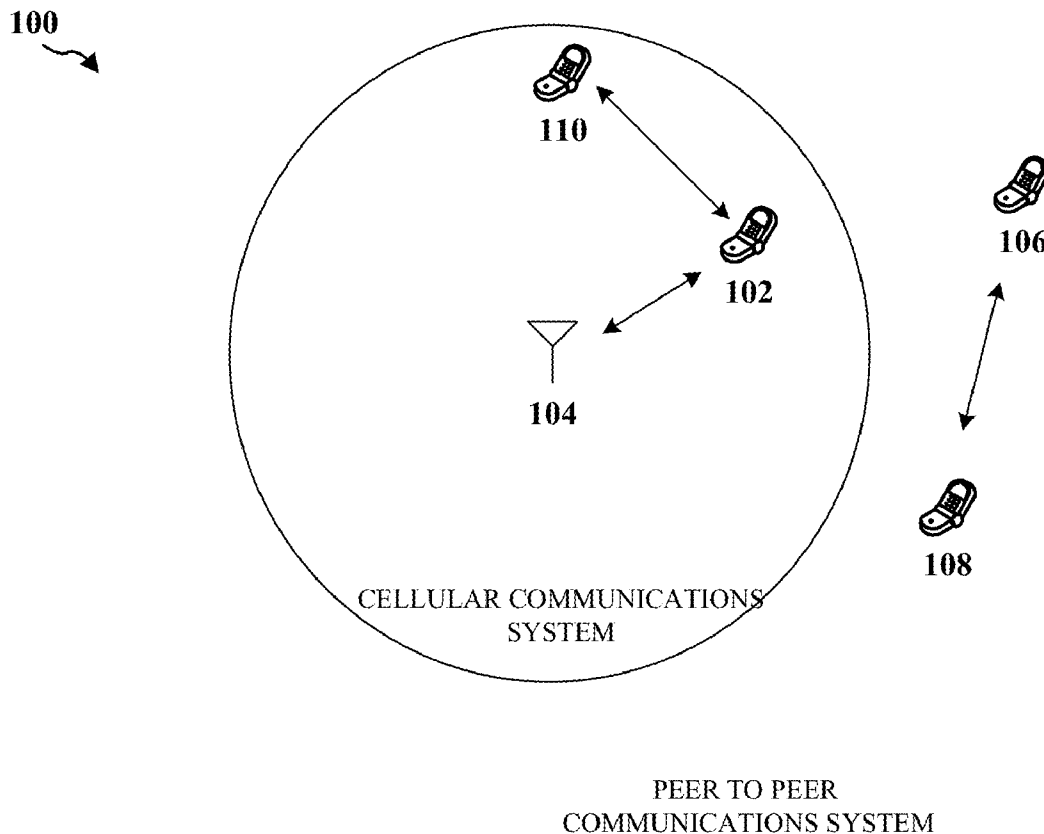 100
110
106
102
104
108
CELLULAR COMMUNICATIONS
SYSTEM
PEER TO PEER
COMMUNICATIONS SYSTEM